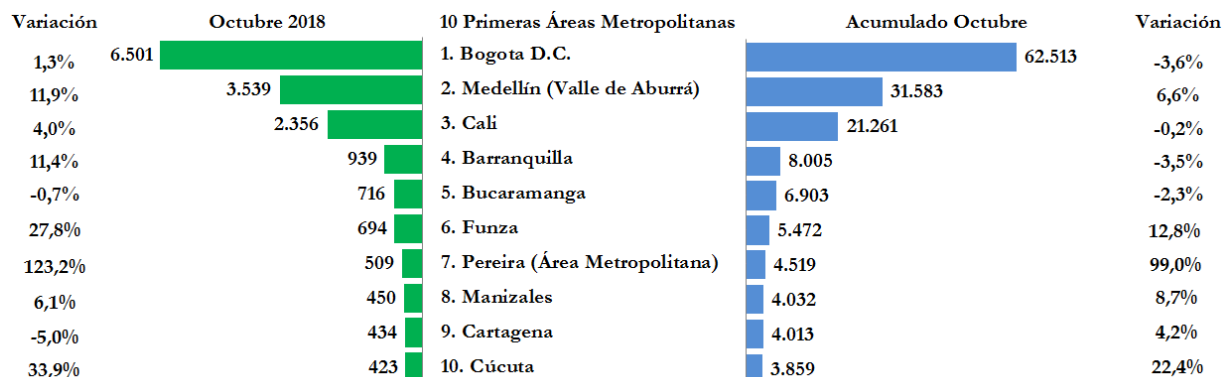 Variación Octubre 2018 10 Primeras Áreas Metropolitanas Acumulado Octubre Variación
1,3% 6.501 1. Bogota D.C. 62.513 -3,6%
11,9% 3.539 2. Medellín (Valle de Aburrá) 31.583 6,6%
4,0% 2.356 3. Cali 21.261 -0,2%
11,4% 939 4. Barranquilla 8.005 -3,5%
-0,7% 716 5. Bucaramanga 6.903 -2,3%
27,8% 694 6. Funza 5.472 12,8%
123,2% 509 7. Pereira (Área Metropolitana) 4.519 99,0%
6,1% 450 8. Manizales 4.032 8,7%
-5,0% 434 9. Cartagena 4.013 4,2%
33,9% 423 10. Cúcuta 3.859 22,4%